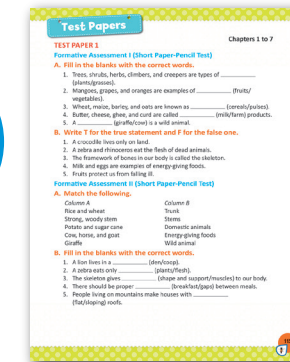 Test Papers
Chapters 1 to 7
TEST PAPER 1
Formative Assessment I (Short Paper-Pencil Test)
A. Fill in the blanks with the correct words.
1. Trees, shrubs, herbs, climbers, and creepers are types of ____________
(plants/grasses).
2. Mangoes, grapes, and oranges are examples of ____________ (fruits/
vegetables).
3. Wheat, maize, barley, and oats are known as ____________ (cereals/pulses).
4. Butter, cheese, ghee, and curd are called ____________ (milk/farm) products.
5. A ____________ (giraffe/cow) is a wild animal.
B. Write T for the true statement and F for the false one.
1. A crocodile lives only on land.
2. A zebra and rhinoceros eat the flesh of dead animals.
3. The framework of bones in our body is called the skeleton.
4. Milk and eggs are examples of energy-giving foods.
5. Fruits protect us from falling ill.
Formative Assessment II (Short Paper-Pencil Test)
A. Match the following.
Column A Column B
Rice and wheat Trunk
Strong, woody stem Stems
Potato and sugar cane Domestic animals
Cow, horse, and goat Energy-giving foods
Giraffe Wild animal
B. Fill in the blanks with the correct words.
1. A lion lives in a ____________ (den/coop).
2. A zebra eats only ____________ (plants/flesh).
3. The skeleton gives ____________ (shape and support/muscles) to our body.
4. There should be proper ____________ (breakfast/gaps) between meals.
5. People living on mountains make houses with ____________
(flat/sloping) roofs.